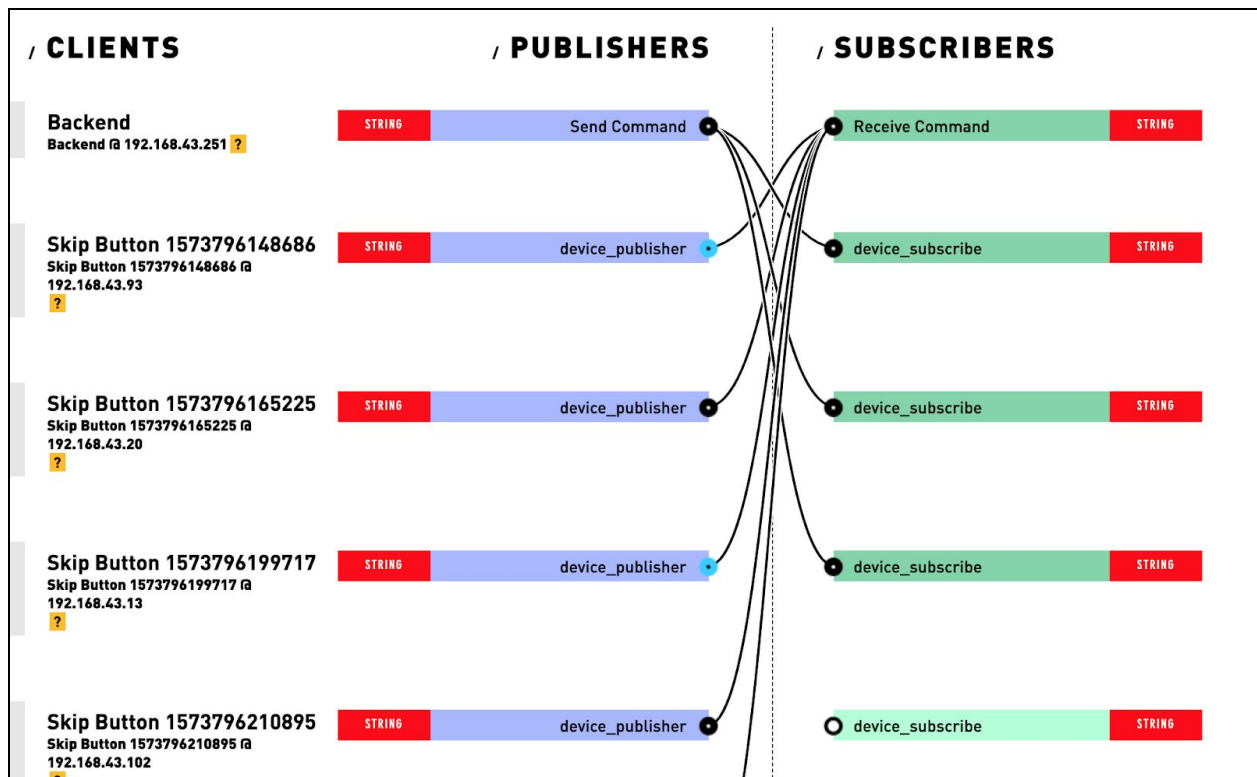 / CLIENTS / PUBLISHERS / SUBSCRIBERS
Backend
Backend @ 192.168.43.251 ?
STRING Send Command Receive Command STRING
Skip Button 1573796148686
Skip Button 1573796148686 @
192.168.43.93
?
STRING device_publisher device_subscribe STRING
Skip Button 1573796165225
Skip Button 1573796165225 @
192.168.43.20
?
STRING device_publisher device_subscribe STRING
Skip Button 1573796199717
Skip Button 1573796199717 @
192.168.43.13
?
STRING device_publisher device_subscribe STRING
Skip Button 1573796210895
Skip Button 1573796210895 @
192.168.43.102
?
STRING device_publisher device_subscribe STRING